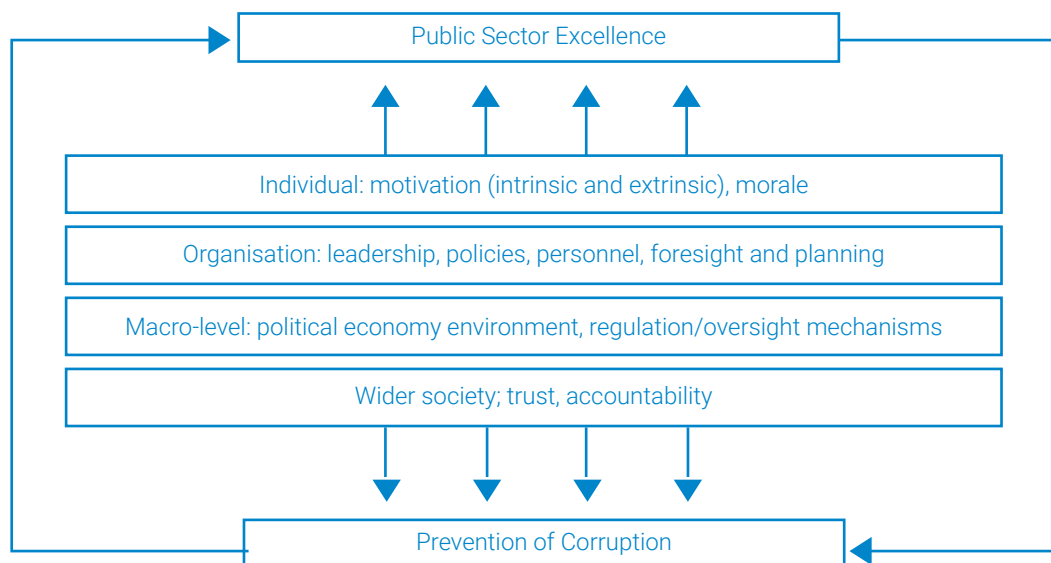 Public Sector Excellence
Individual: motivation (intrinsic and extrinsic), morale
Organisation: leadership, policies, personnel, foresight and planning
Macro-level: political economy environment, regulation/oversight mechanisms
Wider society; trust, accountability
Prevention of Corruption